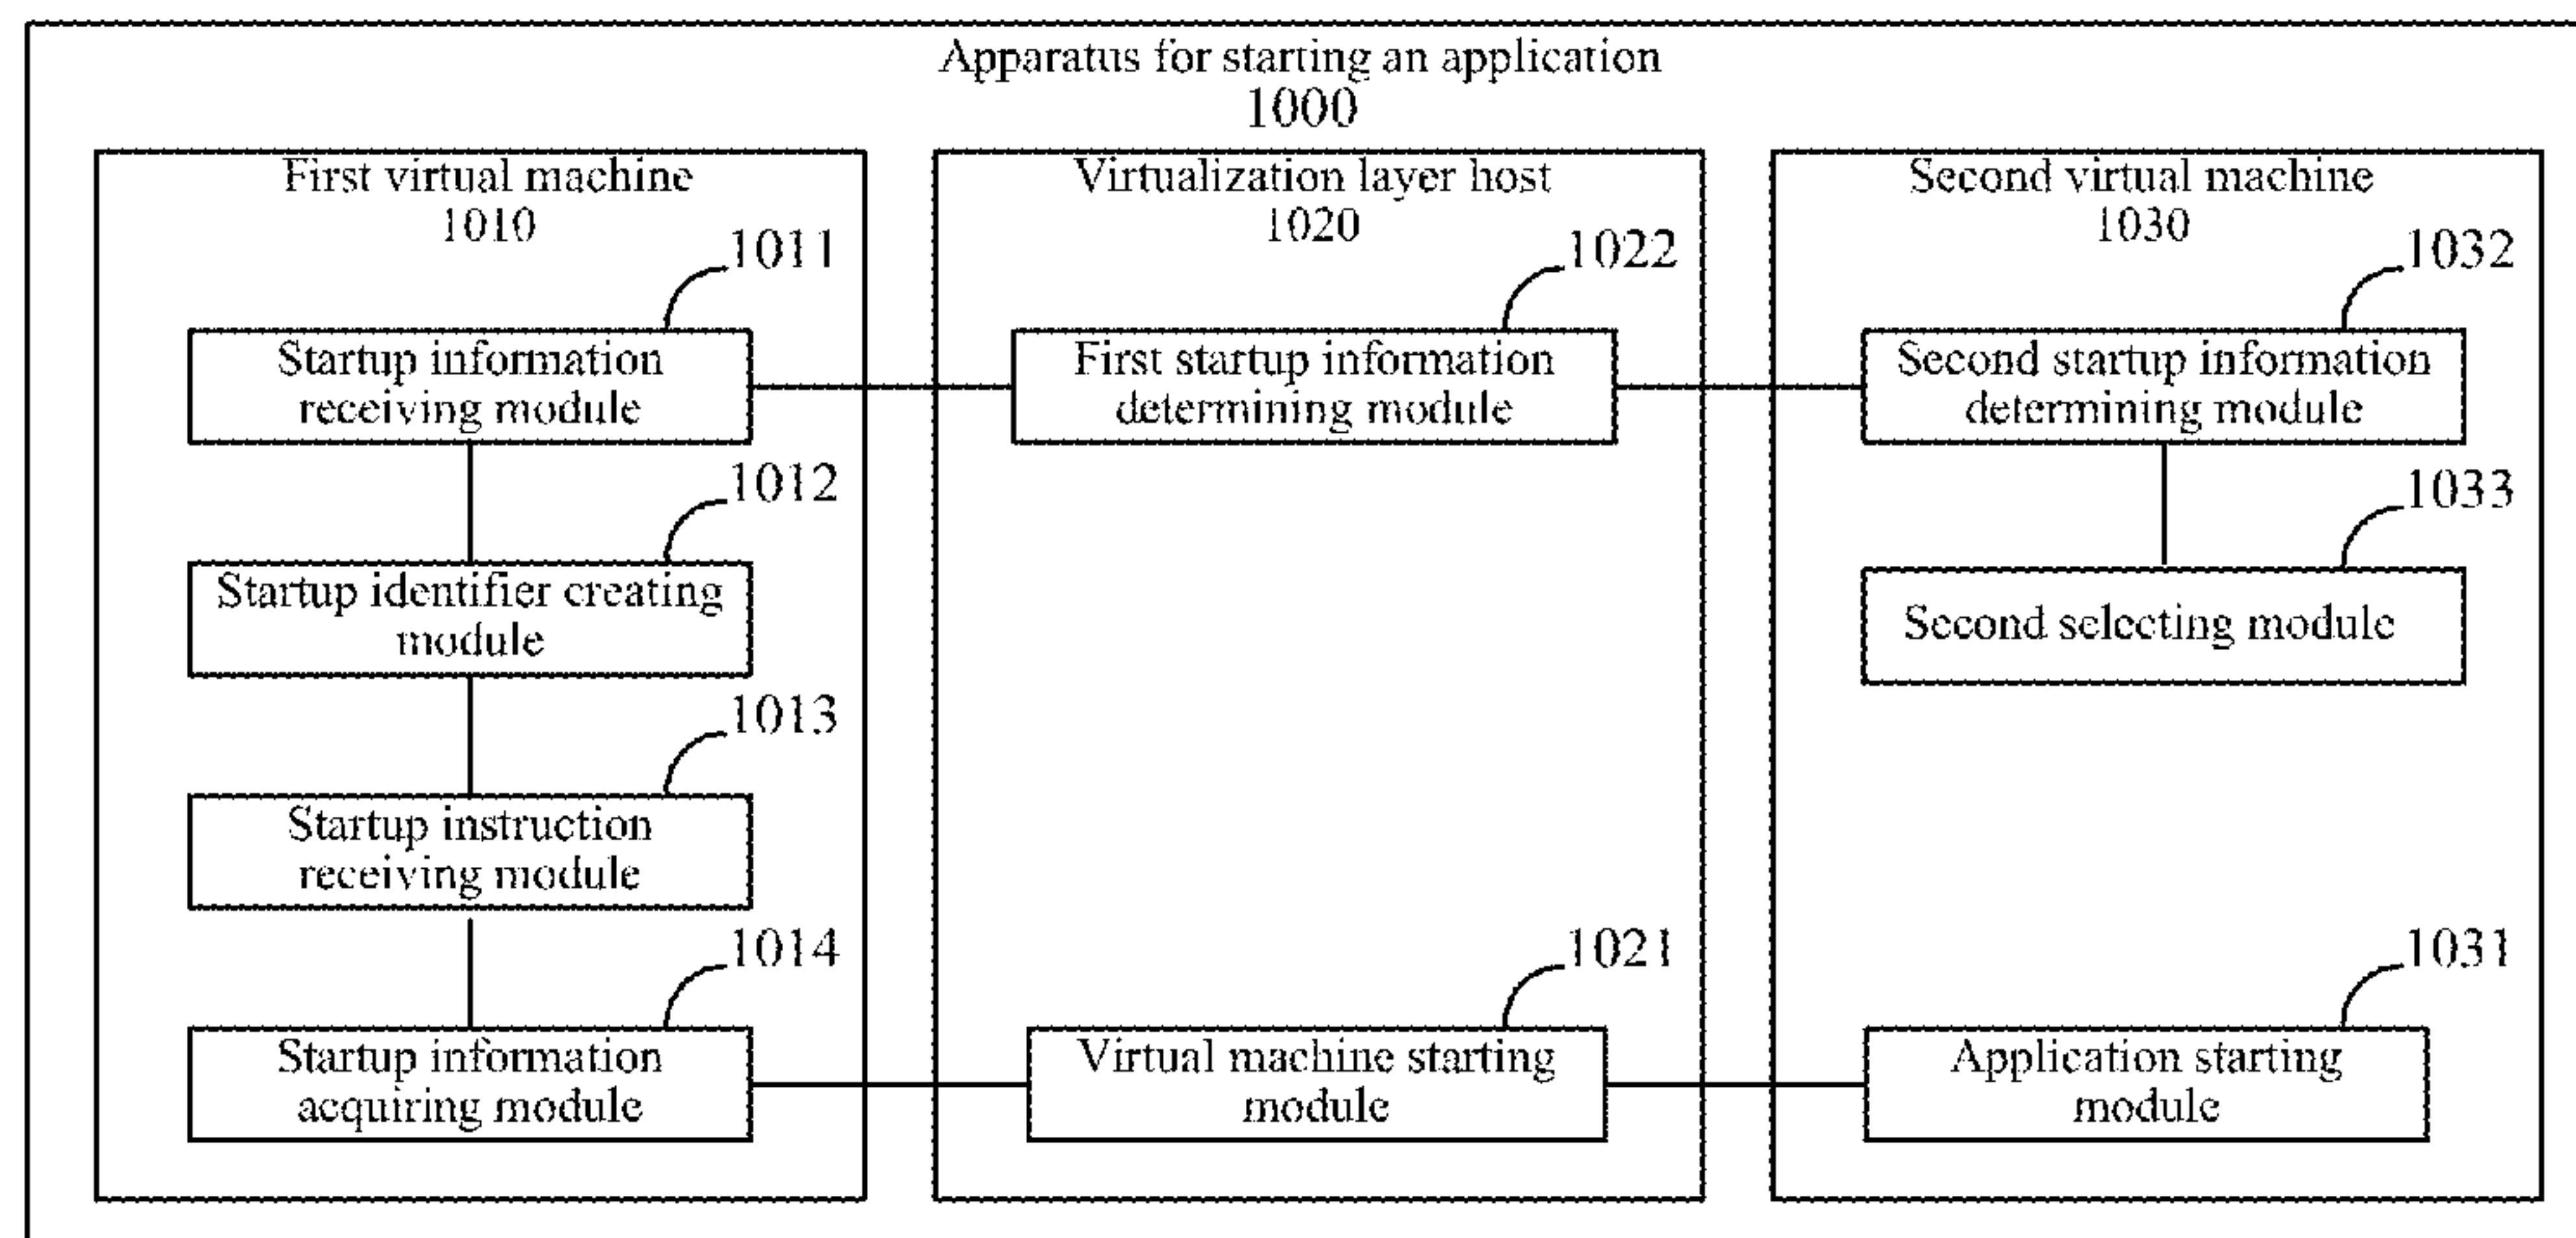 Apparatus for starting an application
1000
First virtual machine
1010
1011
Startup information
receiving module
1012
Startup identifier creating
module
1013
Startup instruction
receiving module
1014
Startup information
acquiring module
Virtualization layer host
1020
1022
First startup information
determining module
1021
Virtual machine starting
module
Second virtual machine
1030
1032
Second startup information
determining module
1033
Second selecting module
1031
Application starting
module